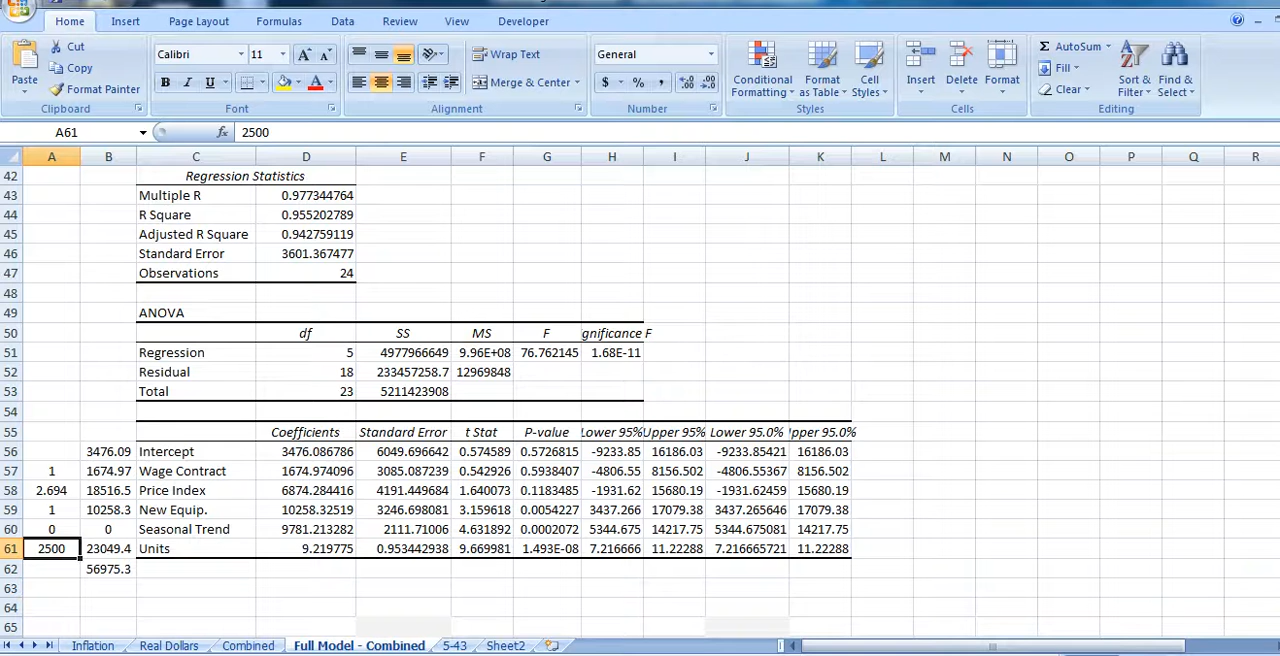 Home Insert Page Layout Formulas Data Review View Developer
Paste Cut Copy Format Painter
Calibri 11 A A
B I U A
Wrap Text
Merge & Center
General
$ % ,
Conditional Formatting Format as Table Cell Styles
Insert Delete Format
Σ AutoSum Fill Clear
Sort & Filter Find & Select
Clipboard Font Alignment Number Styles Cells Editing
A61 fx 2500
A B C D E F G H I J K L M N O P Q R
42 Regression Statistics
43 Multiple R 0.977344764
44 R Square 0.955202789
45 Adjusted R Square 0.942759119
46 Standard Error 3601.367477
47 Observations 24
48
49 ANOVA
50 df SS MS F gnificance F
51 Regression 5 4977966649 9.96E+08 76.762145 1.68E-11
52 Residual 18 233457258.7 12969848
53 Total 23 5211423908
54
55 Coefficients Standard Error t Stat P-value Lower 95% Upper 95% Lower 95.0% Upper 95.0%
56 3476.09 Intercept 3476.086786 6049.696642 0.574589 0.5726815 -9233.85 16186.03 -9233.85421 16186.03
57 1 1674.97 Wage Contract 1674.974096 3085.087239 0.542926 0.5938407 -4806.55 8156.502 -4806.55367 8156.502
58 2.694 18516.5 Price Index 6874.284416 4191.449684 1.640073 0.1183485 -1931.62 15680.19 -1931.62459 15680.19
59 1 10258.3 New Equip. 10258.32519 3246.698081 3.159618 0.0054227 3437.266 17079.38 3437.264647 17079.38
60 0 0 Seasonal Trend 9781.213282 2111.71006 4.631892 0.0002072 5344.675 14217.75 5344.675081 14217.75
61 2500 23049.4 Units 9.219775 0.953442938 9.669981 1.493E-08 7.216666 11.22288 7.216665721 11.22288
62 56975.3
63
64
65
Inflation Real Dollars Combined Full Model - Combined 5-43 Sheet2